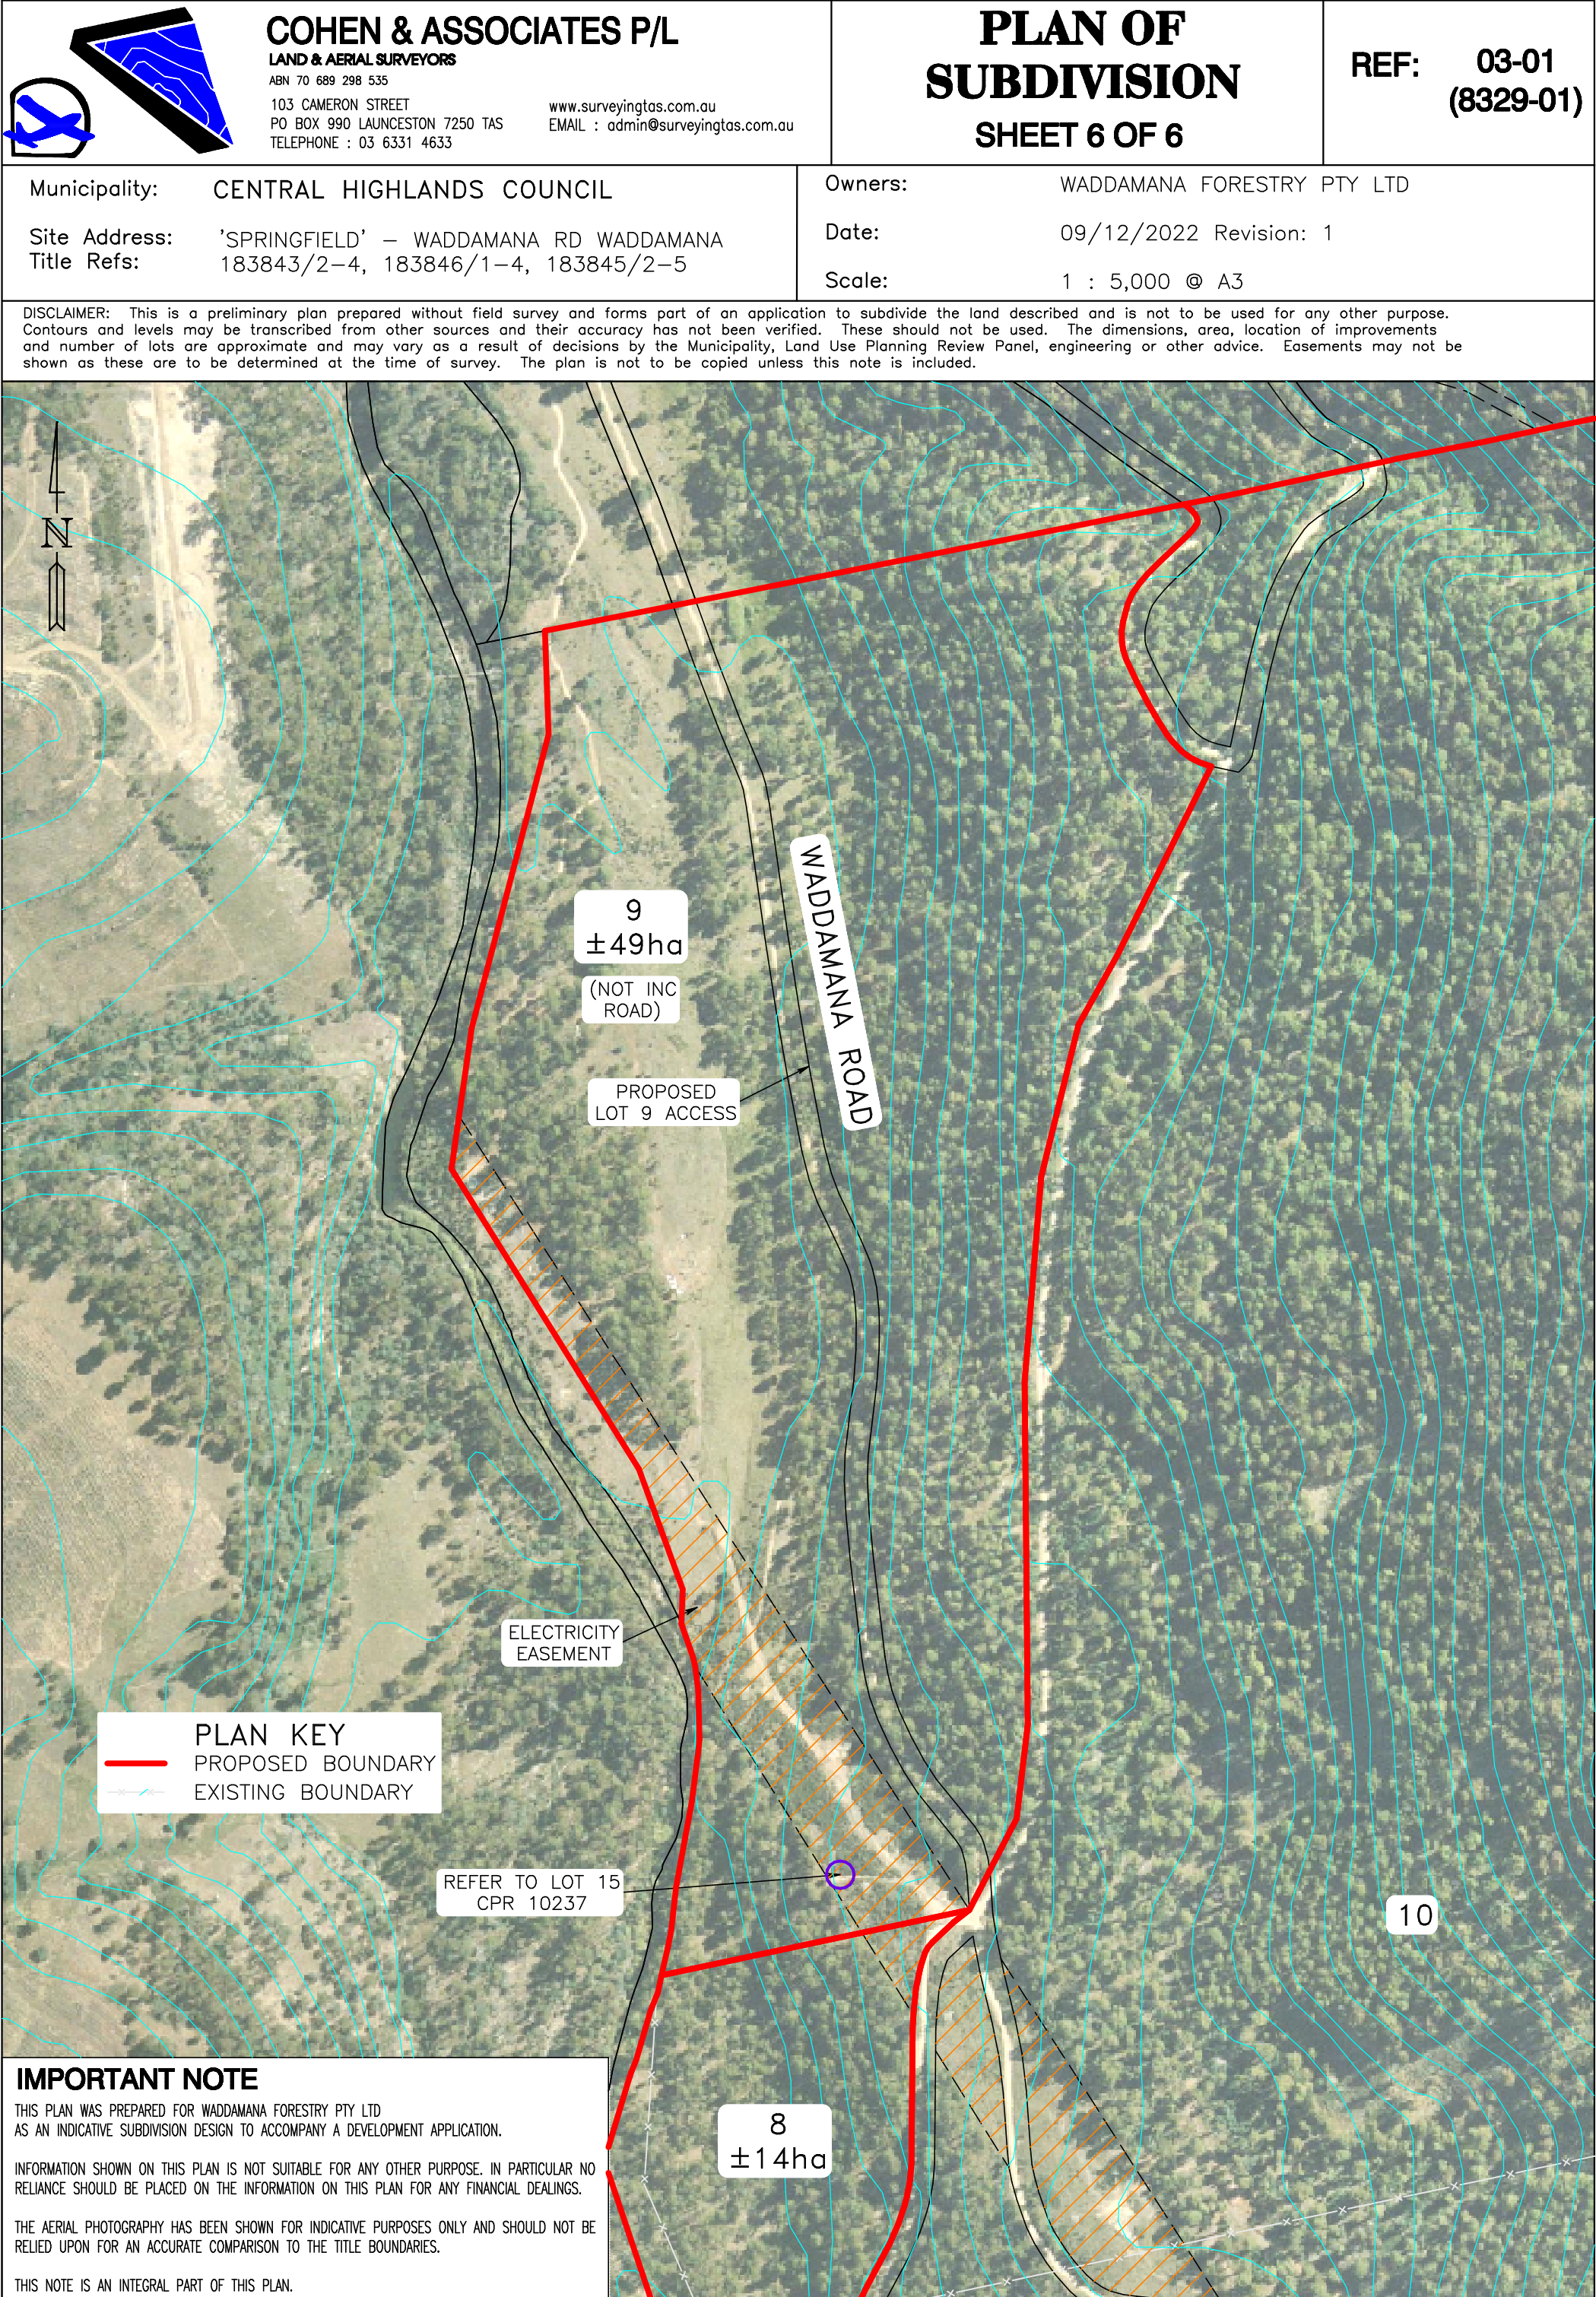 COHEN & ASSOCIATES P/L
LAND & AERIAL SURVEYORS
ABN 70 689 298 535
103 CAMERON STREET
PO BOX 990 LAUNCESTON 7250 TAS
TELEPHONE : 03 6331 4633
www.surveyingtas.com.au
EMAIL : admin@surveyingtas.com.au
PLAN OF
SUBDIVISION
SHEET 6 OF 6
REF: 03-01
(8329-01)
Municipality: CENTRAL HIGHLANDS COUNCIL
Site Address: 'SPRINGFIELD' – WADDAMANA RD WADDAMANA
Title Refs: 183843/2–4, 183846/1–4, 183845/2–5
Owners: WADDAMANA FORESTRY PTY LTD
Date: 09/12/2022 Revision: 1
Scale: 1 : 5,000 @ A3
DISCLAIMER: This is a preliminary plan prepared without field survey and forms part of an application to subdivide the land described and is not to be used for any other purpose.
Contours and levels may be transcribed from other sources and their accuracy has not been verified. These should not be used. The dimensions, area, location of improvements
and number of lots are approximate and may vary as a result of decisions by the Municipality, Land Use Planning Review Panel, engineering or other advice. Easements may not be
shown as these are to be determined at the time of survey. The plan is not to be copied unless this note is included.
N
9
±49ha
(NOT INC
ROAD)
WADDAMANA ROAD
PROPOSED
LOT 9 ACCESS
ELECTRICITY
EASEMENT
PLAN KEY
PROPOSED BOUNDARY
EXISTING BOUNDARY
REFER TO LOT 15
CPR 10237
10
8
±14ha
IMPORTANT NOTE
THIS PLAN WAS PREPARED FOR WADDAMANA FORESTRY PTY LTD
AS AN INDICATIVE SUBDIVISION DESIGN TO ACCOMPANY A DEVELOPMENT APPLICATION.
INFORMATION SHOWN ON THIS PLAN IS NOT SUITABLE FOR ANY OTHER PURPOSE. IN PARTICULAR NO
RELIANCE SHOULD BE PLACED ON THE INFORMATION ON THIS PLAN FOR ANY FINANCIAL DEALINGS.
THE AERIAL PHOTOGRAPHY HAS BEEN SHOWN FOR INDICATIVE PURPOSES ONLY AND SHOULD NOT BE
RELIED UPON FOR AN ACCURATE COMPARISON TO THE TITLE BOUNDARIES.
THIS NOTE IS AN INTEGRAL PART OF THIS PLAN.